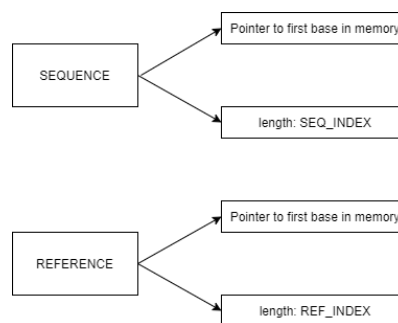 Pointer to first base in memory
SEQUENCE
length: SEQ_INDEX
Pointer to first base in memory
REFERENCE
length: REF_INDEX